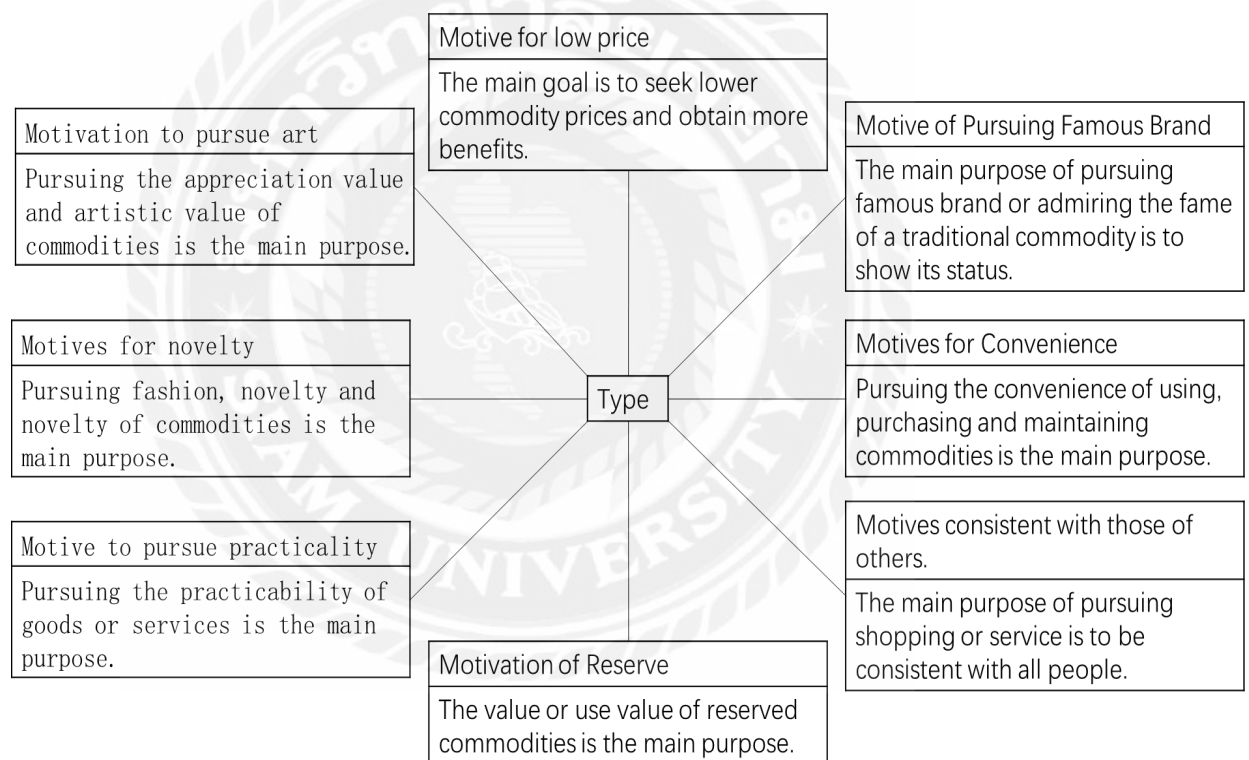 Motive for low price
The main goal is to seek lower
commodity prices and obtain more
benefits.
Motivation to pursue art
Pursuing the appreciation value
and artistic value of
commodities is the main purpose.
Motive of Pursuing Famous Brand
The main purpose of pursuing
famous brand or admiring the fame
of a traditional commodity is to
show its status.
Motives for novelty
Pursuing fashion, novelty and
novelty of commodities is the
main purpose.
Type
Motives for Convenience
Pursuing the convenience of using,
purchasing and maintaining
commodities is the main purpose.
Motive to pursue practicality
Pursuing the practicability of
goods or services is the main
purpose.
Motives consistent with those of
others.
The main purpose of pursuing
shopping or service is to be
consistent with all people.
Motivation of Reserve
The value or use value of reserved
commodities is the main purpose.
UNIVERSITY